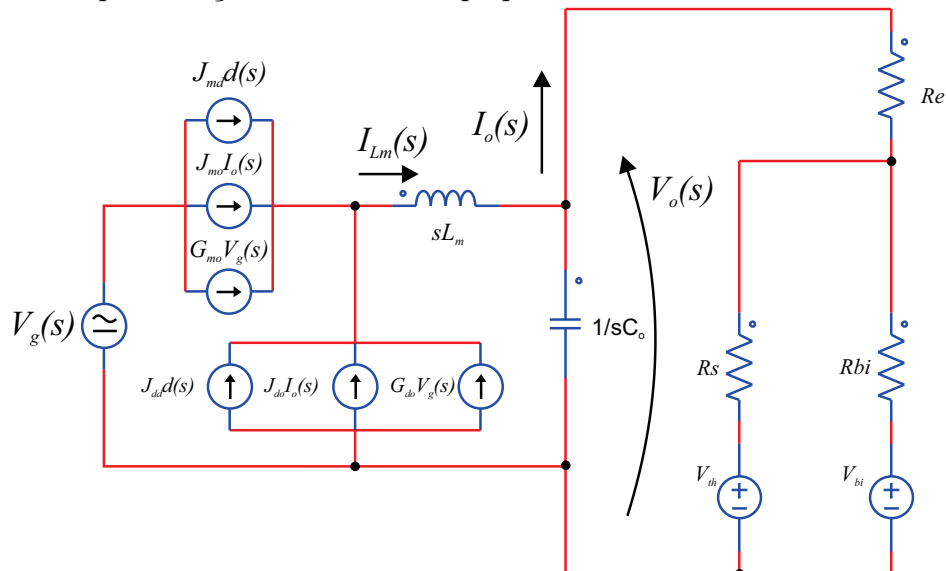 J_md d(s)
J_mo I_o(s)
G_mo V_g(s)
I_Lm(s)
I_o(s)
Re
V_o(s)
sL_m
V_g(s)
1/sC_o
J_dd d(s)
J_do I_o(s)
G_do V_g(s)
Rs
Rbi
V_th
V_bi